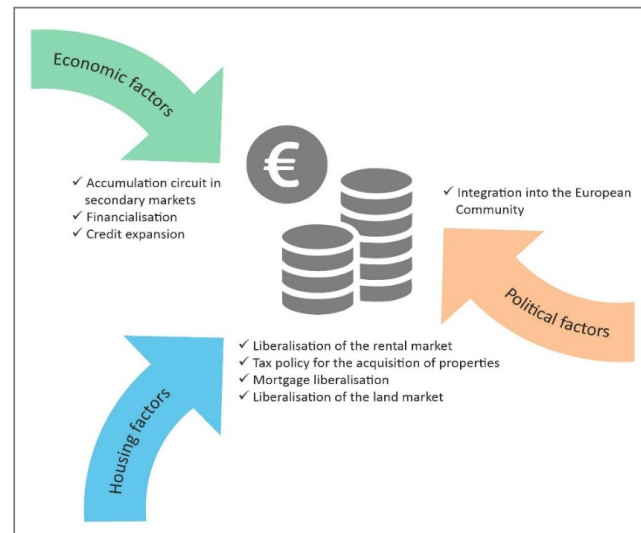 Economic factors
€
✓ Accumulation circuit in
secondary markets
✓ Financialisation
✓ Credit expansion
✓ Integration into the European
Community
Political factors
✓ Liberalisation of the rental market
✓ Tax policy for the acquisition of properties
✓ Mortgage liberalisation
✓ Liberalisation of the land market
Housing factors